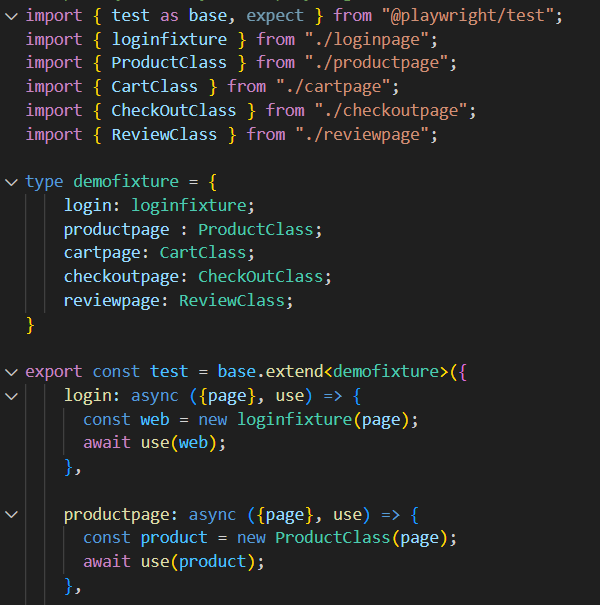 import { test as base, expect } from "@playwright/test";
import { loginfixture } from "./loginpage";
import { ProductClass } from "./productpage";
import { CartClass } from "./cartpage";
import { CheckOutClass } from "./checkoutpage";
import { ReviewClass } from "./reviewpage";
type demofixture = {
login: loginfixture;
productpage : ProductClass;
cartpage: CartClass;
checkoutpage: CheckOutClass;
reviewpage: ReviewClass;
}
export const test = base.extend<demofixture>({
login: async ({page}, use) => {
const web = new loginfixture(page);
await use(web);
},
productpage: async ({page}, use) => {
const product = new ProductClass(page);
await use(product);
},